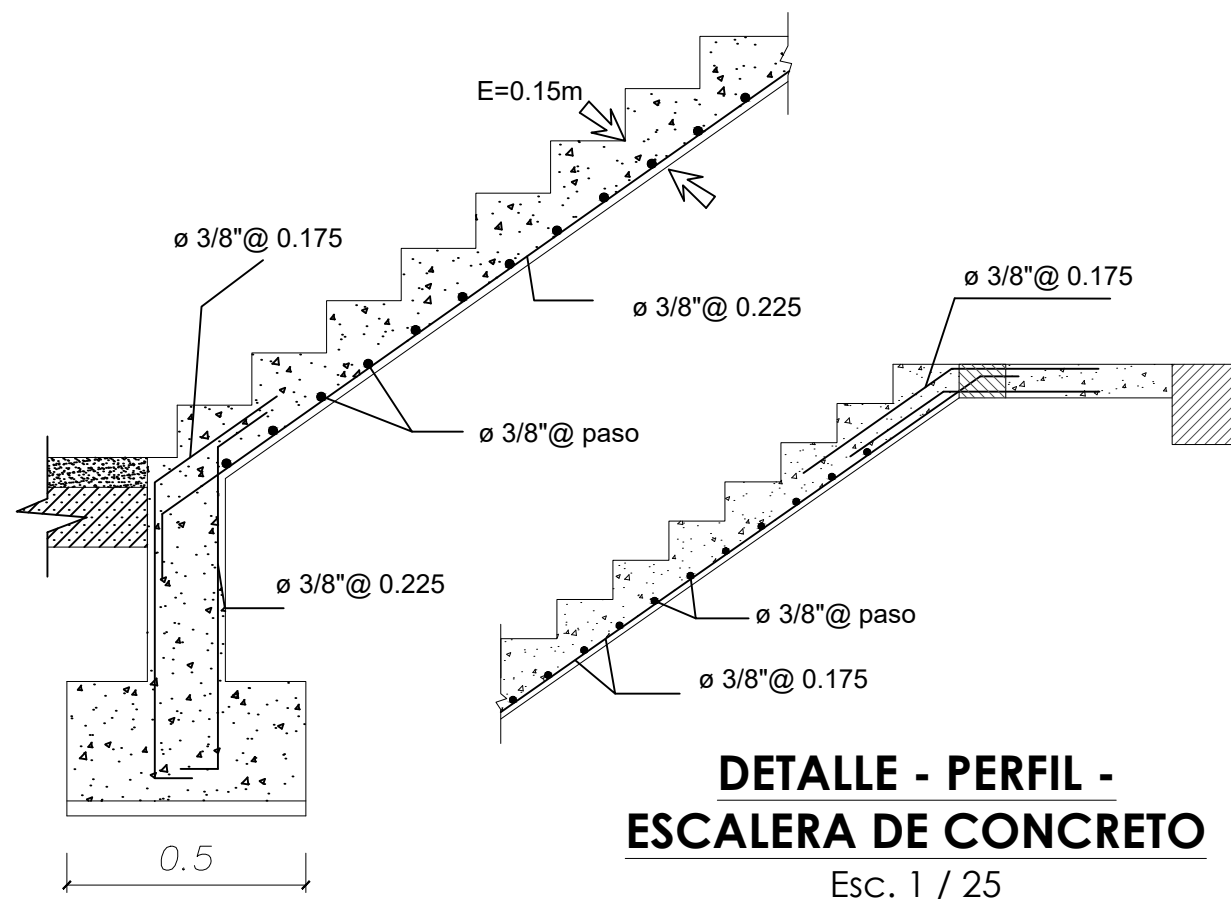 E=0.15m
ø 3/8"@ 0.175
ø 3/8"@ 0.225
ø 3/8"@ 0.175
ø 3/8"@ paso
ø 3/8"@ 0.225
ø 3/8"@ paso
ø 3/8"@ 0.175
DETALLE - PERFIL -
ESCALERA DE CONCRETO
Esc. 1 / 25
0.5